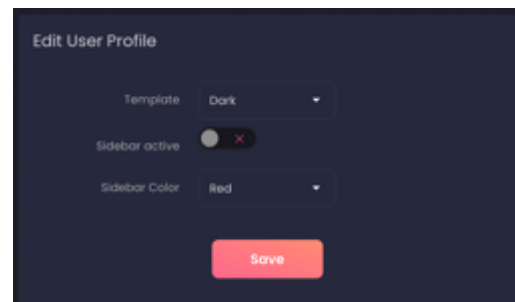 Edit User Profile
Template Dark
Sidebar active
Sidebar Color Red
Save